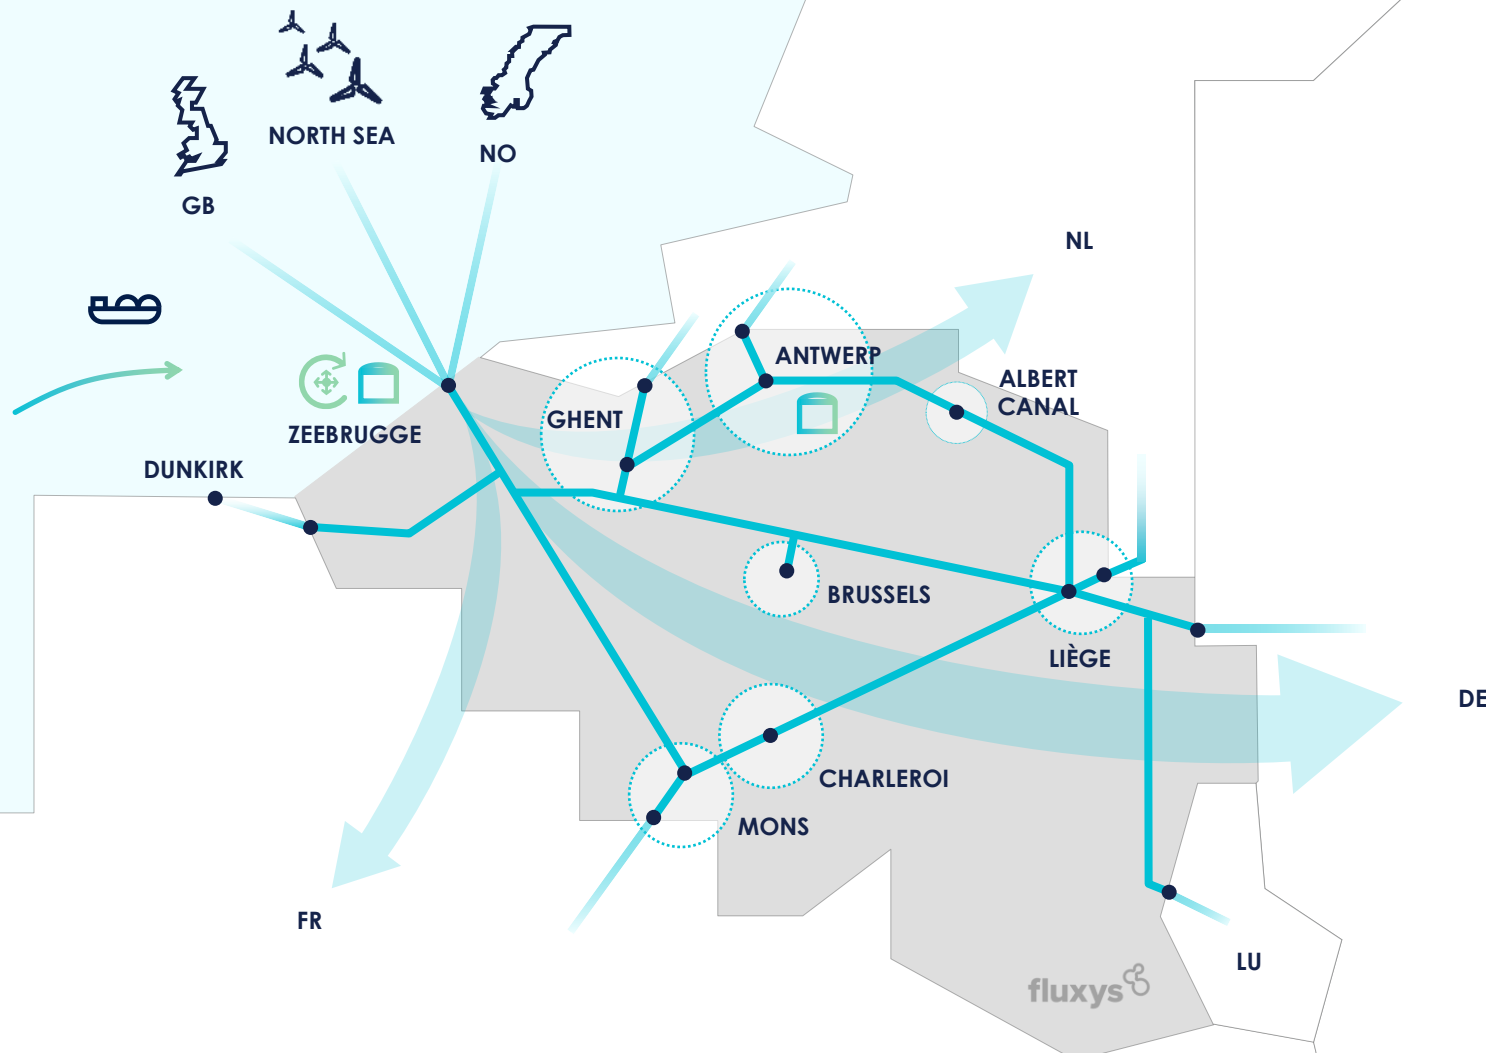 NORTH SEA
NO
GB
NL
ANTWERP
ALBERT
CANAL
GHENT
ZEEBRUGGE
DUNKIRK
BRUSSELS
LIÈGE
DE
CHARLEROI
MONS
FR
LU
fluxys